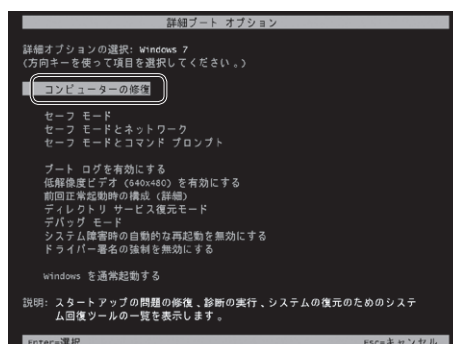 詳細ブート オプション
詳細オプションの選択: Windows 7
(方向キーを使って項目を選択してください。)
コンピューターの修復
セーフ モード
セーフ モードとネットワーク
セーフ モードとコマンド プロンプト
ブート ログを有効にする
低解像度ビデオ (640x480) を有効にする
前回正常起動時の構成 (詳細)
ディレクトリ サービス復元モード
デバッグ モード
システム障害時の自動的な再起動を無効にする
ドライバー署名の強制を無効にする
Windows を通常起動する
説明: スタートアップの問題の修復、診断の実行、システムの復元のためのシステ
ム回復ツールの一覧を表示します。
Enter=選択 ESC=キャンセル